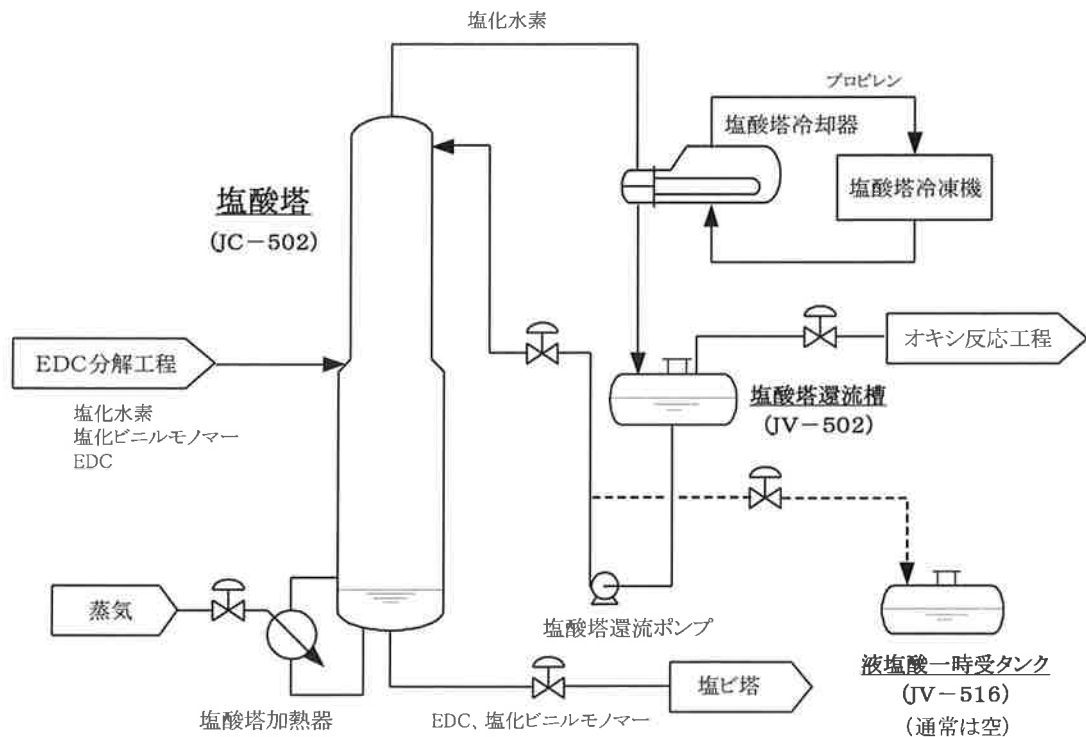 塩化水素
プロピレン
塩酸塔冷却器
塩酸塔冷凍機
塩酸塔
(JC－502)
EDC分解工程
塩化水素
塩化ビニルモノマー
EDC
オキシ反応工程
塩酸塔還流槽
(JV－502)
蒸気
塩酸塔還流ポンプ
塩酸塔加熱器
EDC、塩化ビニルモノマー
塩ビ塔
液塩酸一時受タンク
(JV－516)
(通常は空)